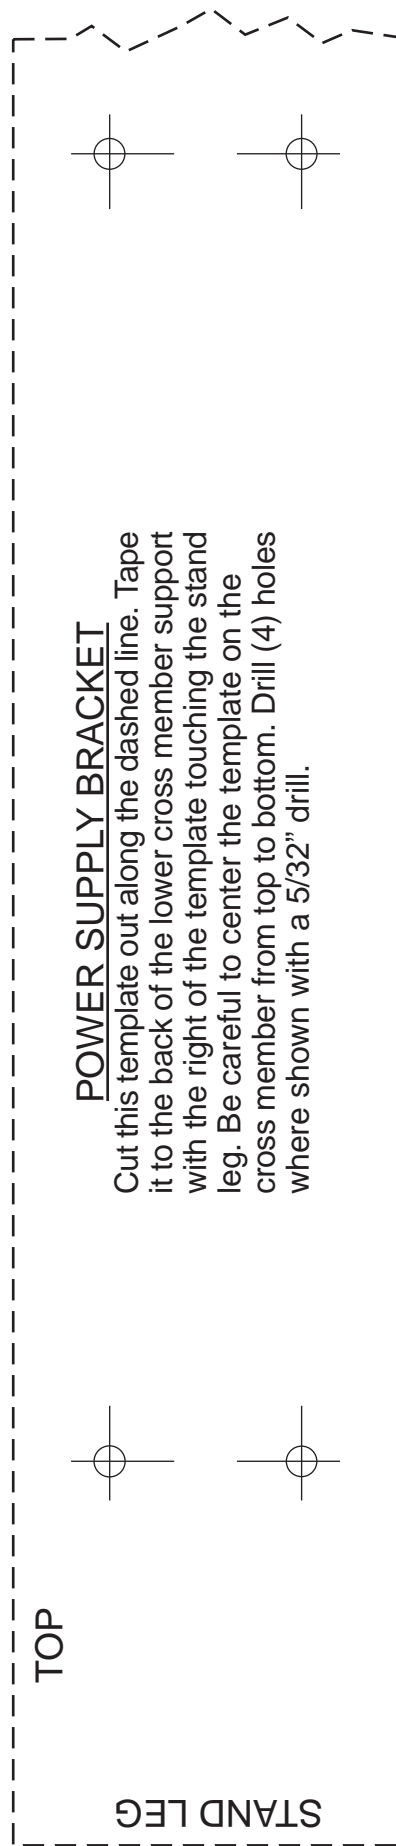 POWER SUPPLY BRACKET
Cut this template out along the dashed line. Tape
it to the back of the lower cross member support
with the right of the template touching the stand
leg. Be careful to center the template on the
cross member from top to bottom. Drill (4) holes
where shown with a 5/32” drill.
TOP
STAND LEG